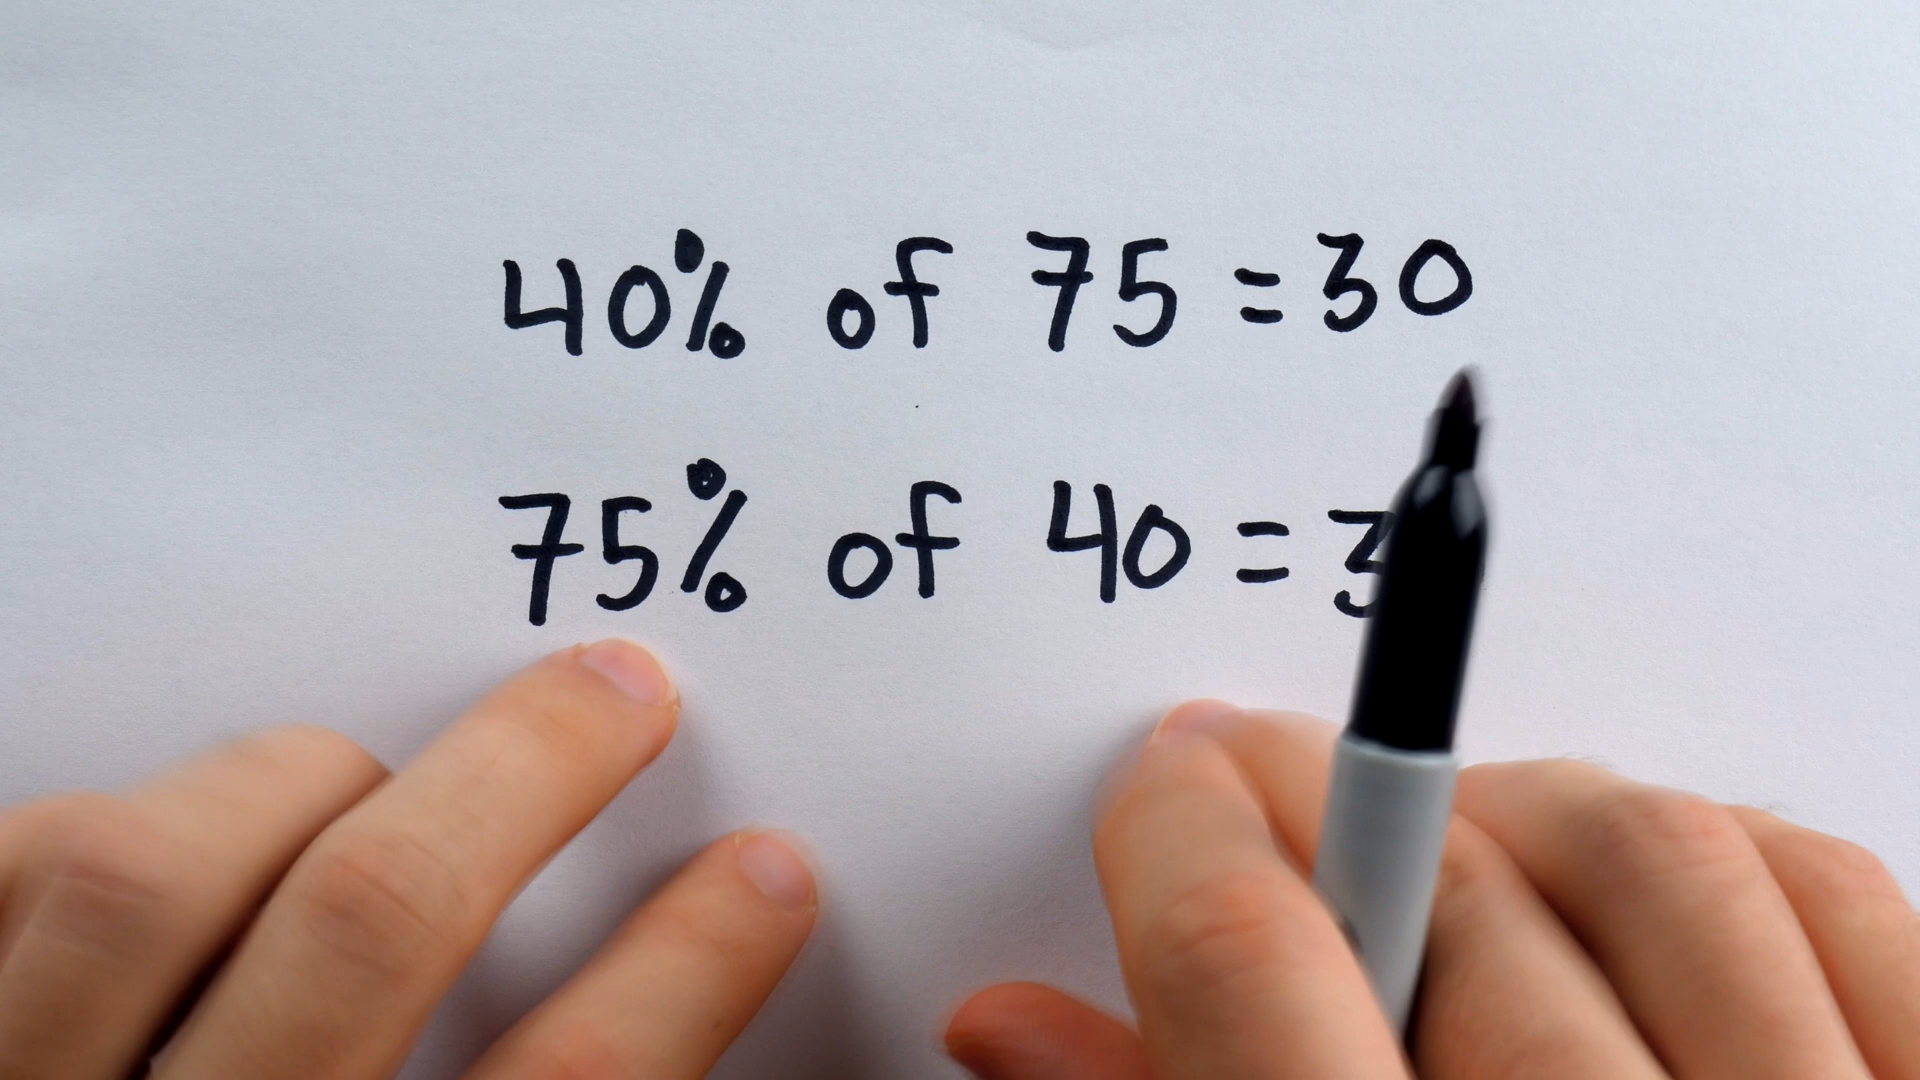 40% of 75 = 30
75% of 40 = 3